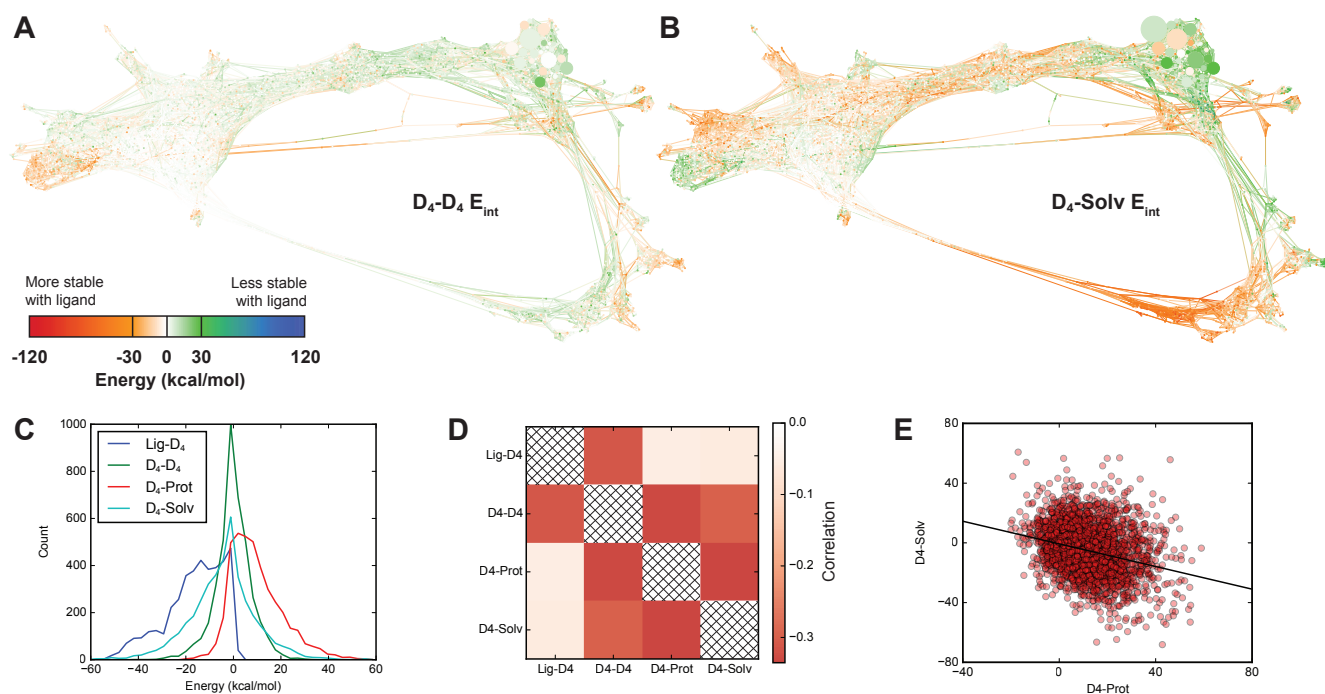 A
B
D₄-D₄ E_int
D₄-Solv E_int
More stable
with ligand
Less stable
with ligand
-120 -30 0 30 120
Energy (kcal/mol)
C
1000
800
600
400
200
0
Count
−60 −40 −20 0 20 40 60
Energy (kcal/mol)
Lig-D₄
D₄-D₄
D₄-Prot
D₄-Solv
D
Lig-D4
D4-D4
D4-Prot
D4-Solv
Lig-D4 D4-D4 D4-Prot D4-Solv
0.0
−0.1
−0.2
−0.3
Correlation
E
80
40
0
−40
−80
D4-Solv
−40 0 40 80
D4-Prot